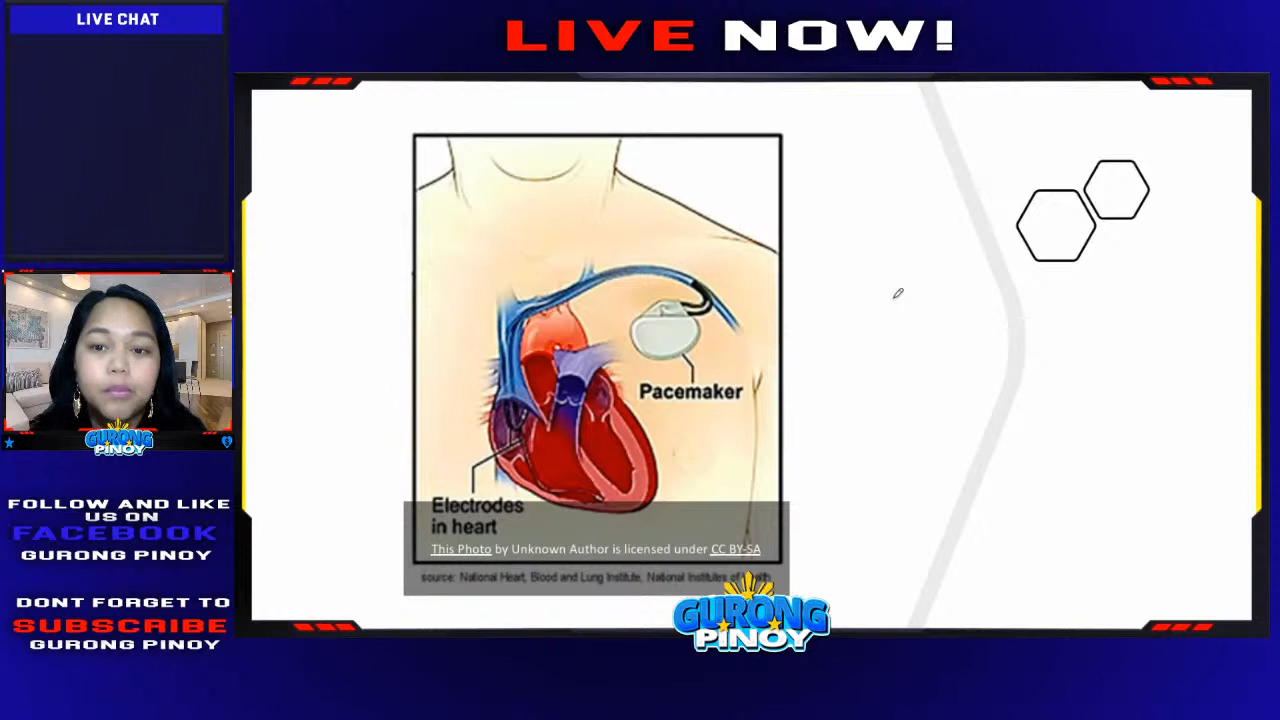 LIVE CHAT
LIVE NOW!
Pacemaker
Electrodes
in heart
This Photo by Unknown Author is licensed under CC BY-SA
source: National Heart, Blood and Lung Institute, National Institutes of Health
GURONG
PINOY
GURONG
PINOY
FOLLOW AND LIKE
US ON
FACEBOOK
GURONG PINOY
DONT FORGET TO
SUBSCRIBE
GURONG PINOY